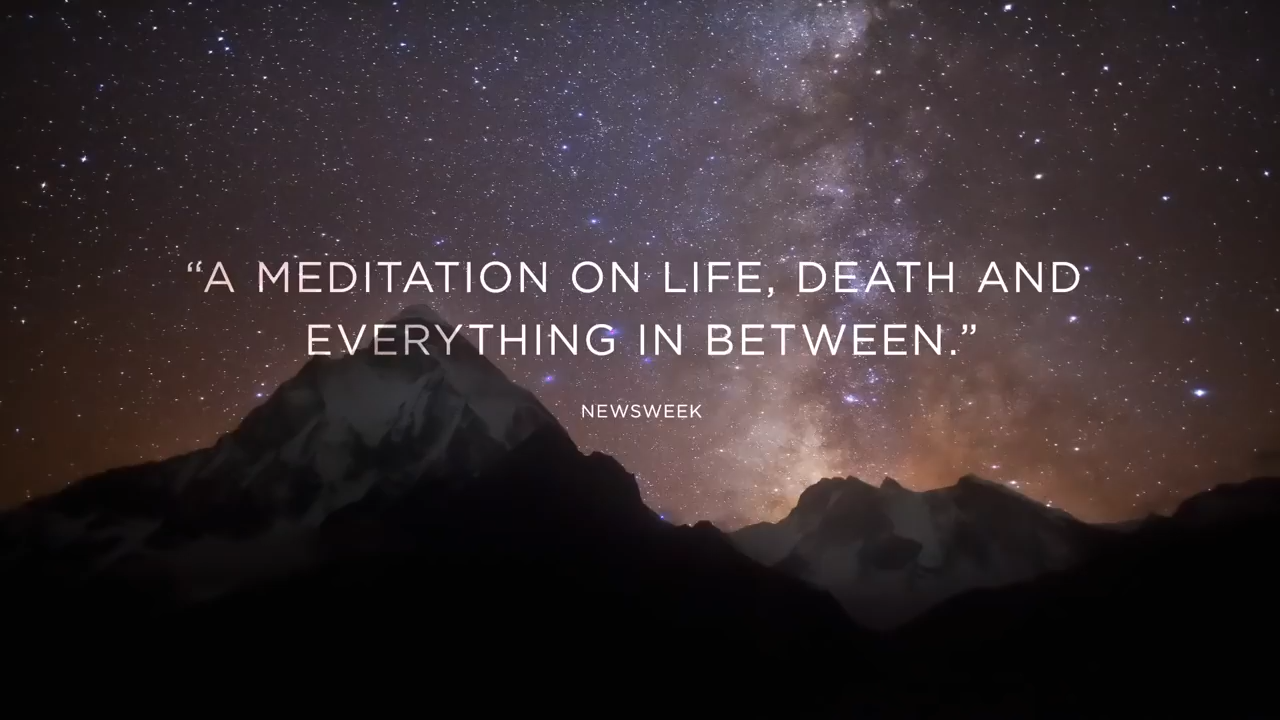 “A MEDITATION ON LIFE, DEATH AND
EVERYTHING IN BETWEEN.”
NEWSWEEK